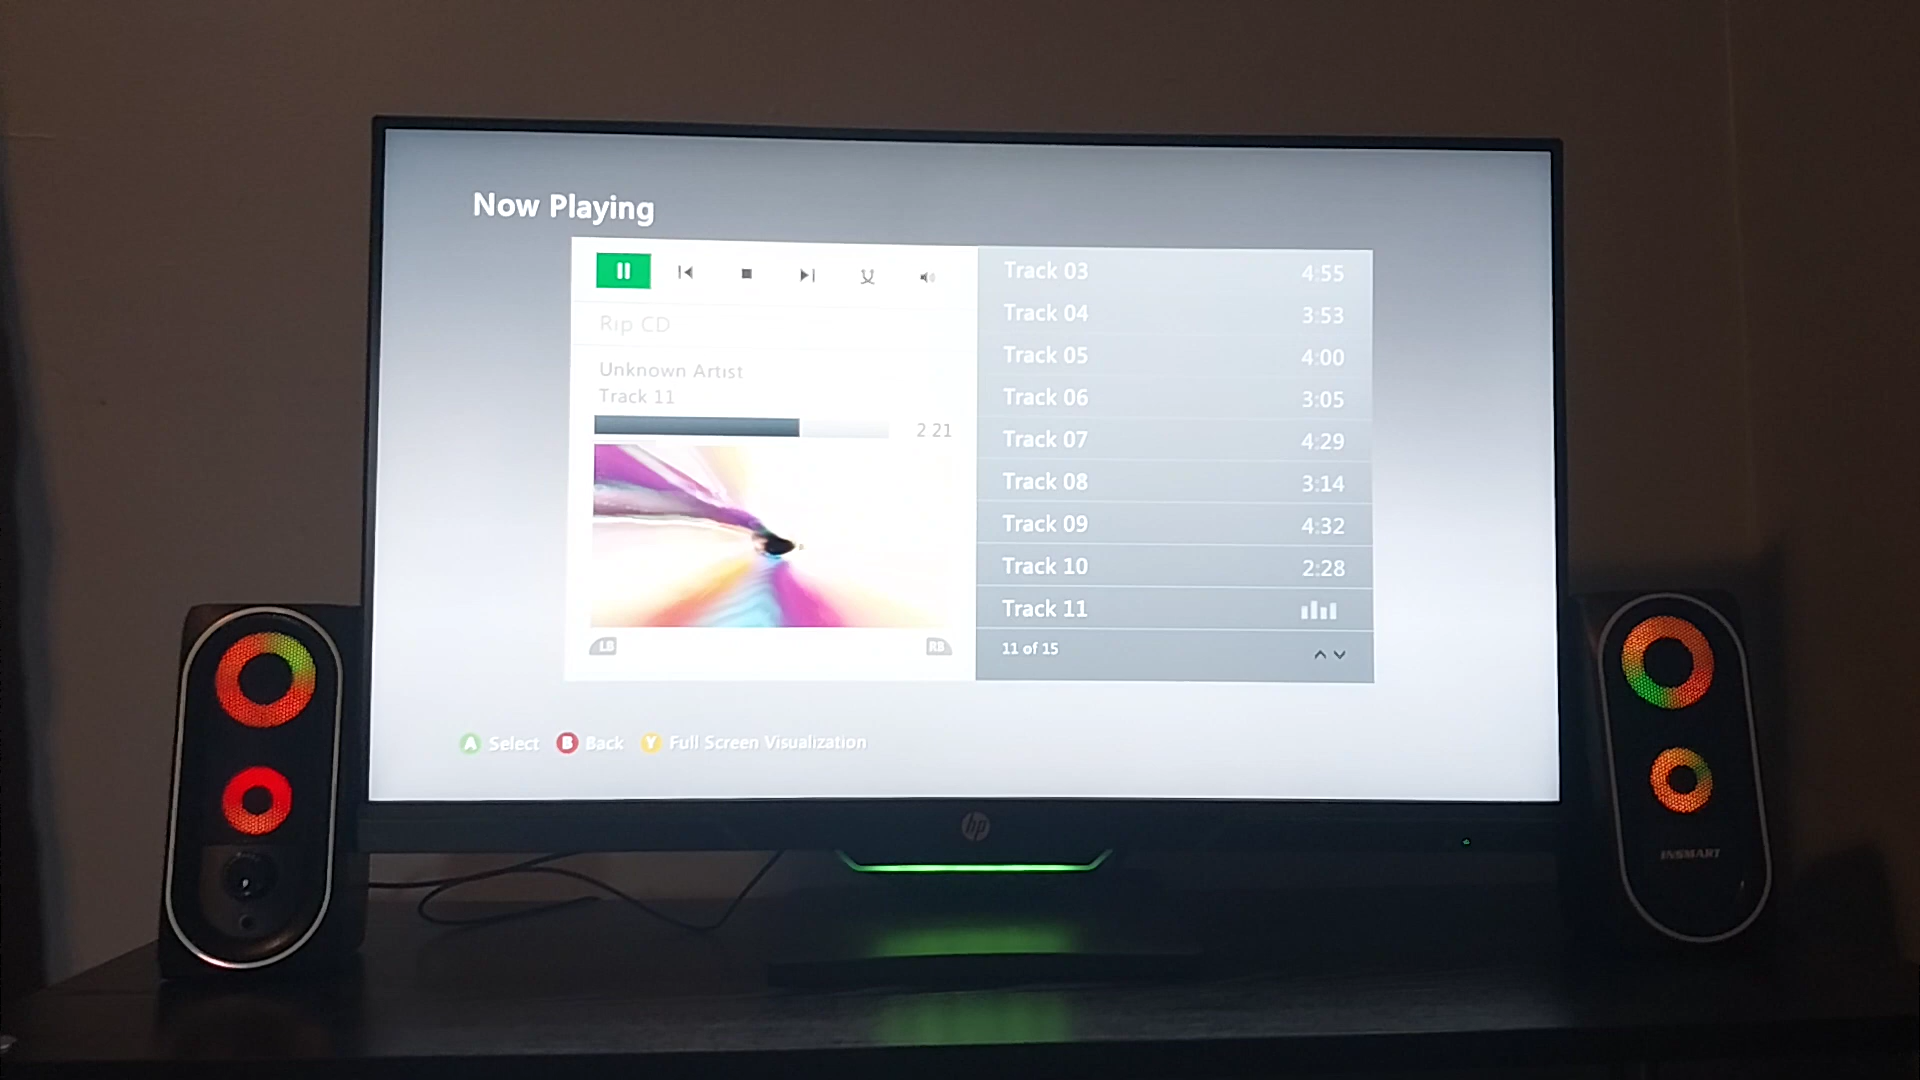 Now Playing
Rip CD
Unknown Artist
Track 11
2 21
LB
RB
Track 03 4:55
Track 04 3:53
Track 05 4:00
Track 06 3:05
Track 07 4:29
Track 08 3:14
Track 09 4:32
Track 10 2:28
Track 11
11 of 15
A Select B Back Y Full Screen Visualization
hp
INSMART